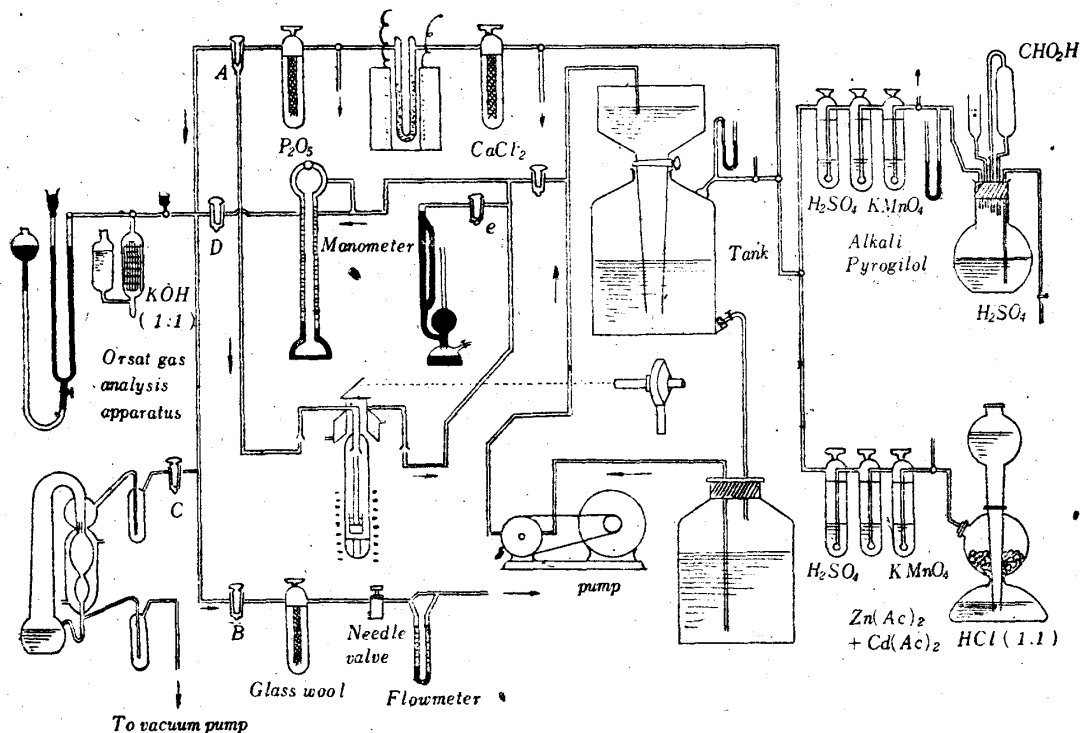 A
P2O5
CaCl2
CHO2H
H2SO4 KMnO4
Alkali
Pyrogilol
H2SO4
D
Manometer
e
Tank
KOH
(1:1)
Orsat gas
analysis
apparatus
C
B
Glass wool
Needle
valve
Flowmeter
pump
To vacuum pump
H2SO4 KMnO4
Zn(Ac)2
+ Cd(Ac)2
HCl (1.1)